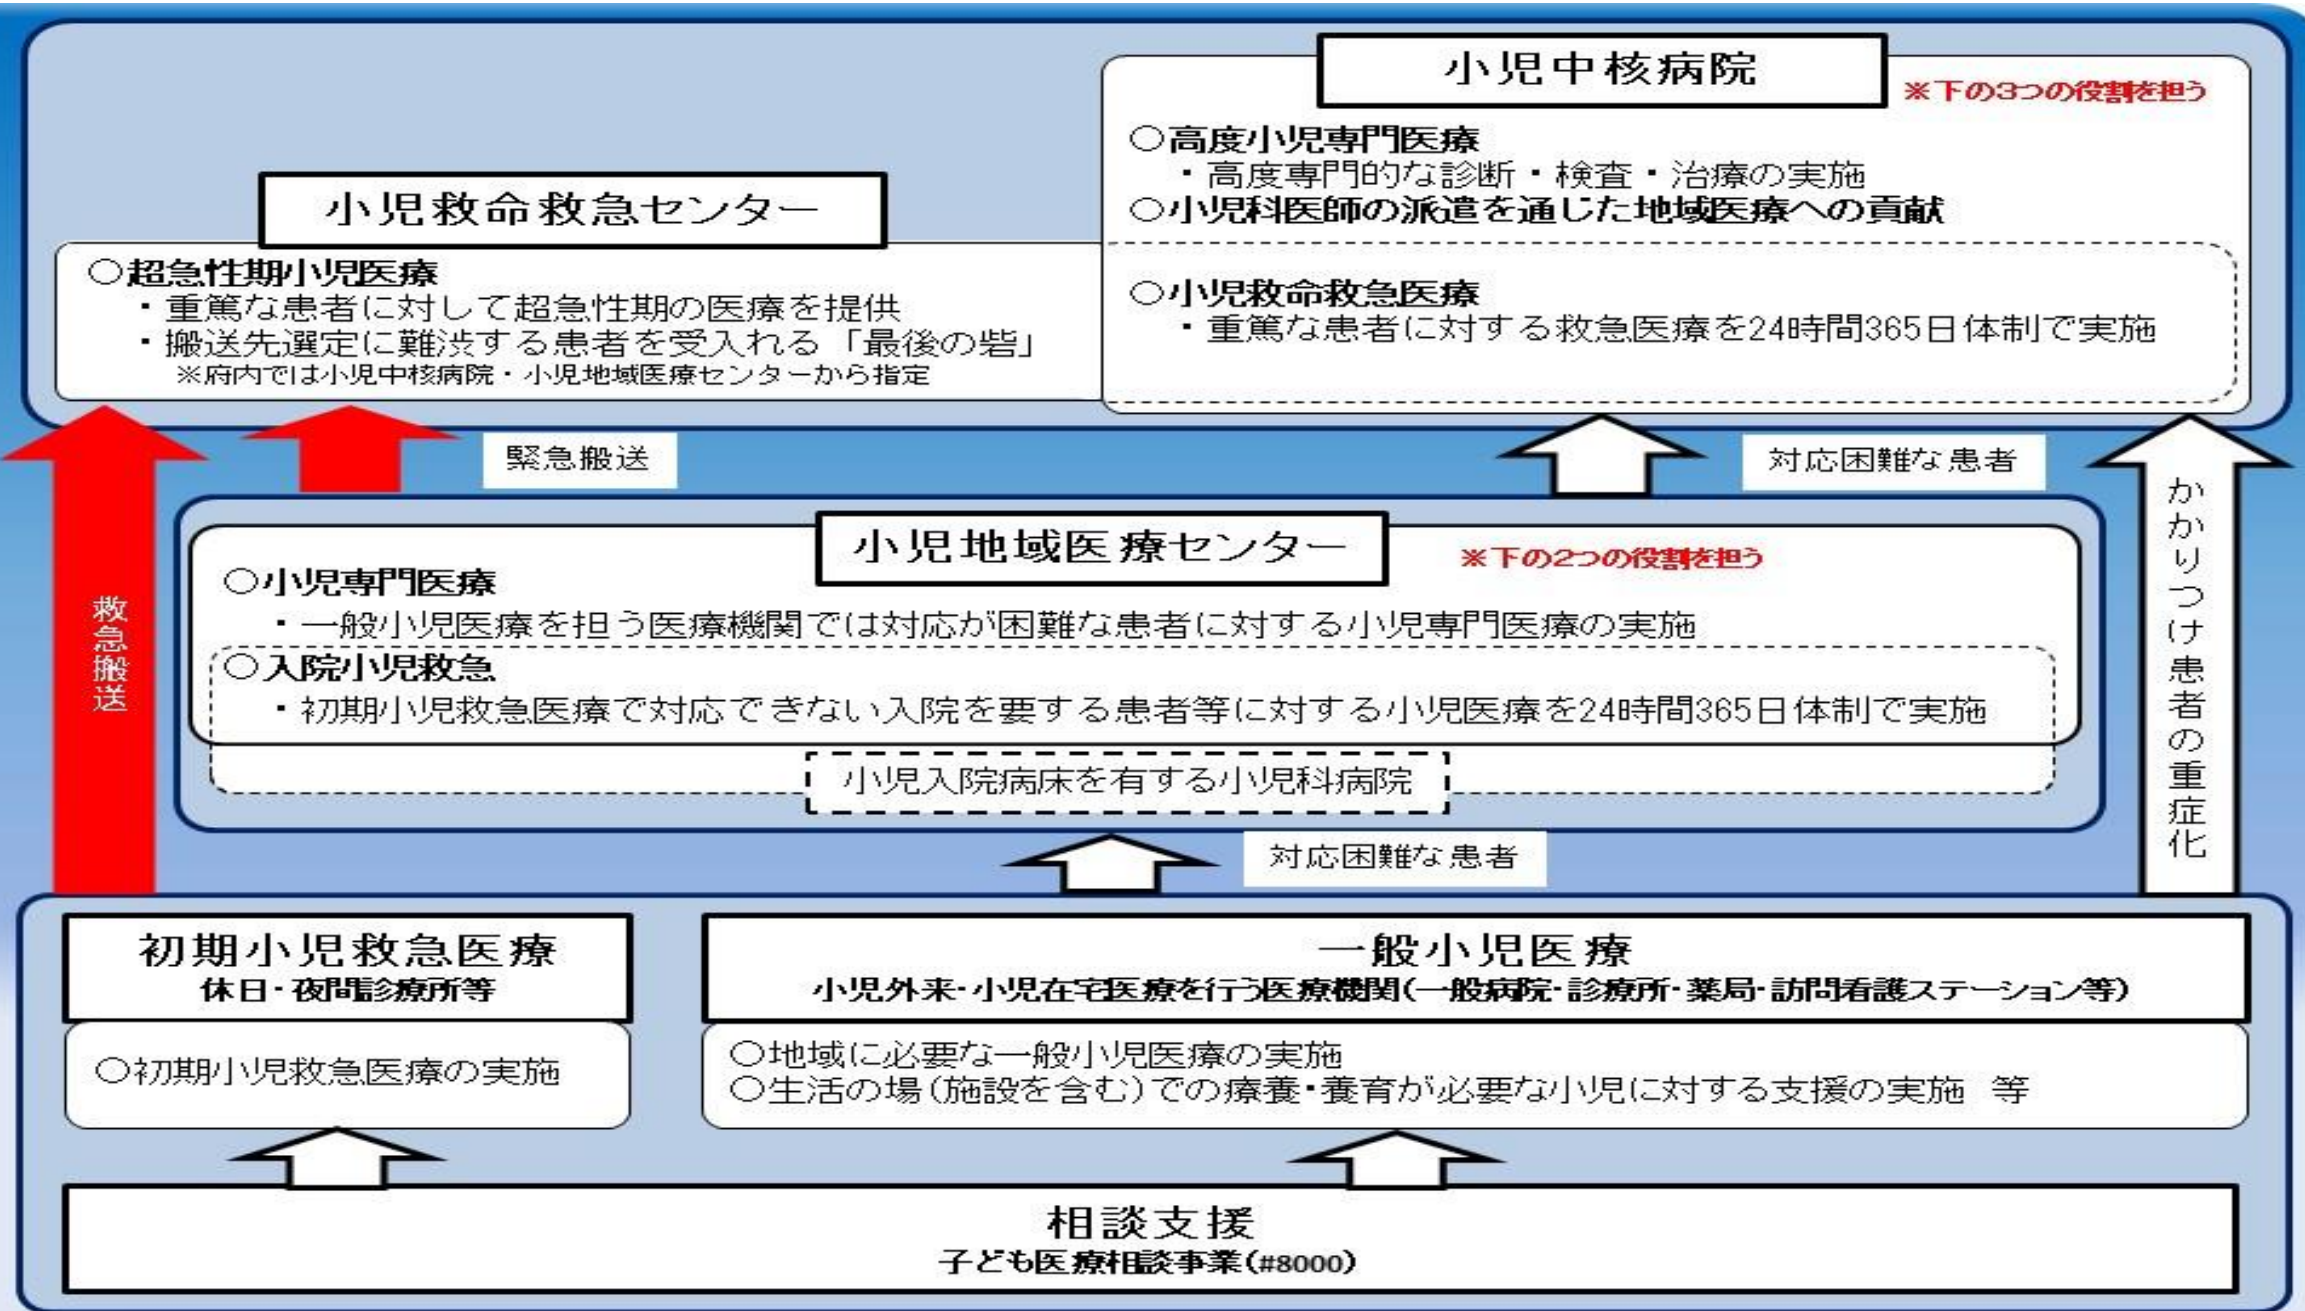 小児中核病院
※下の3つの役割を担う
○高度小児専門医療
・高度専門的な診断・検査・治療の実施
○小児科医師の派遣を通じた地域医療への貢献
○小児救命救急医療
・重篤な患者に対する救急医療を24時間365日体制で実施
小児救命救急センター
○超急性期小児医療
・重篤な患者に対して超急性期の医療を提供
・搬送先選定に難渋する患者を受入れる「最後の砦」
※府内では小児中核病院・小児地域医療センターから指定
緊急搬送
対応困難な患者
救急搬送
かかりつけ患者の重症化
小児地域医療センター
※下の2つの役割を担う
○小児専門医療
・一般小児医療を担う医療機関では対応が困難な患者に対する小児専門医療の実施
○入院小児救急
・初期小児救急医療で対応できない入院を要する患者等に対する小児医療を24時間365日体制で実施
小児入院病床を有する小児科病院
対応困難な患者
初期小児救急医療
休日・夜間診療所等
○初期小児救急医療の実施
一般小児医療
小児外来・小児在宅医療を行う医療機関(一般病院・診療所・薬局・訪問看護ステーション等)
○地域に必要な一般小児医療の実施
○生活の場(施設を含む)での療養・養育が必要な小児に対する支援の実施 等
相談支援
子ども医療相談事業(#8000)